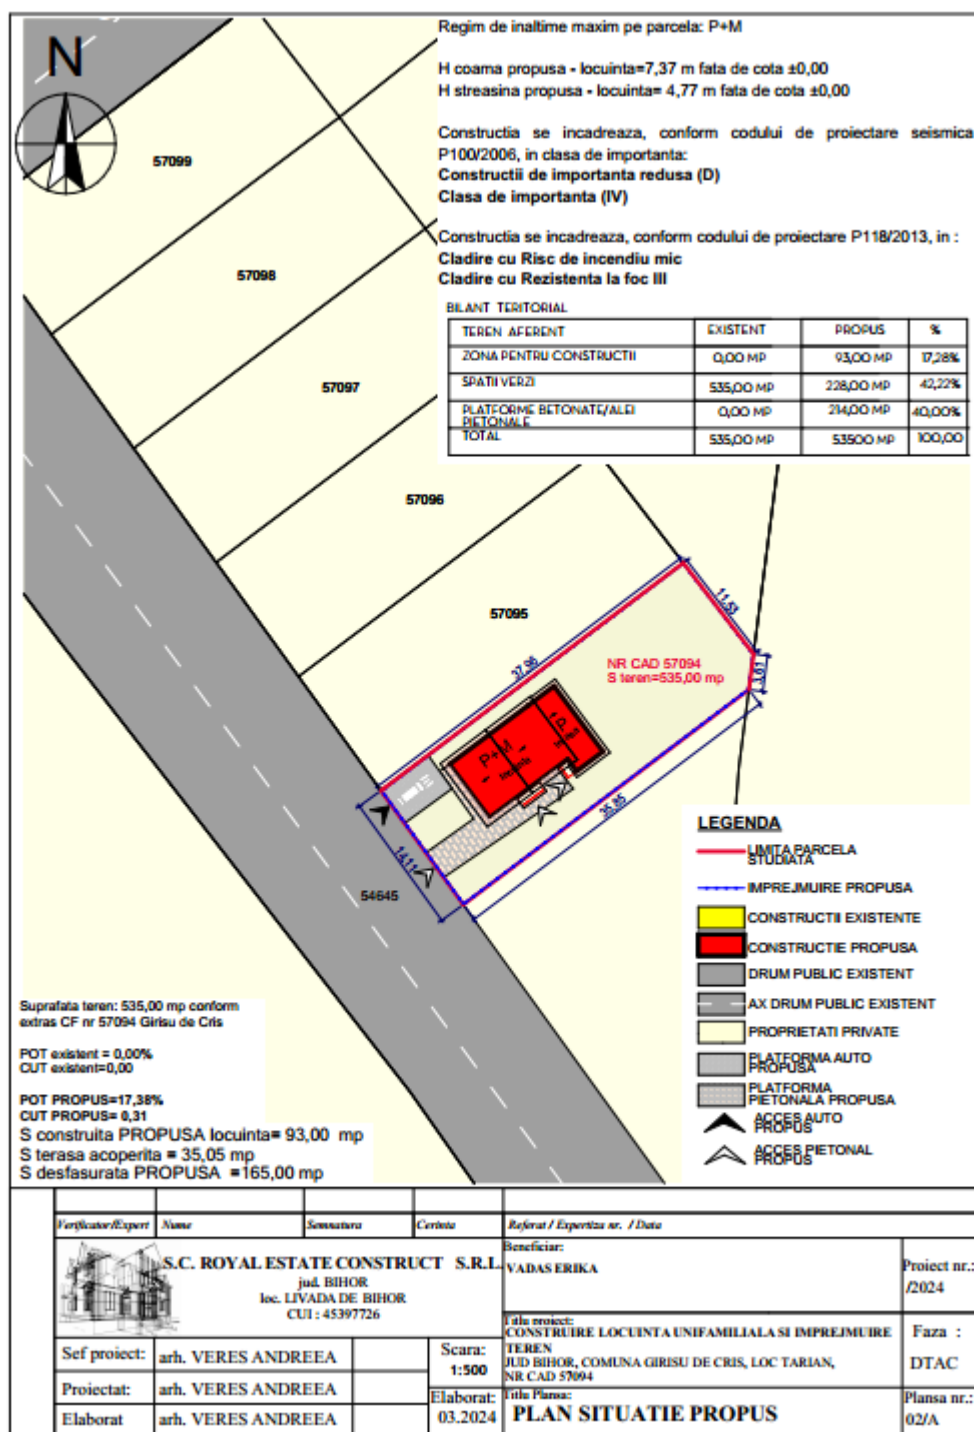 N
Regim de inaltime maxim pe parcela: P+M
H coama propusa - locuinta=7,37 m fata de cota ±0,00
H streasina propusa - locuinta= 4,77 m fata de cota ±0,00
Constructia se incadreaza, conform codului de proiectare seismica
P100/2006, in clasa de importanta:
Constructii de importanta redusa (D)
Clasa de importanta (IV)
Constructia se incadreaza, conform codului de proiectare P118/2013, in :
Cladire cu Risc de incendiu mic
Cladire cu Rezistenta la foc III
BILANT TERITORIAL
TEREN AFERENT EXISTENT PROPUS %
ZONA PENTRU CONSTRUCTII 0,00 MP 93,00 MP 17,28%
SPATII VERZI 535,00 MP 228,00 MP 42,22%
PLATFORME BETONATE/ALEI
PIETONALE 0,00 MP 214,00 MP 40,00%
TOTAL 535,00 MP 53500 MP 100,00
57099
57098
57097
57096
57095
11,53
37,96
NR CAD 57094
S teren=535,00 mp
3,61
P+M
locuinta
P
35,85
14,11
54645
LEGENDA
LIMITA PARCELA
STUDIATA
IMPREJMUIRE PROPUSA
CONSTRUCTII EXISTENTE
CONSTRUCTIE PROPUSA
DRUM PUBLIC EXISTENT
AX DRUM PUBLIC EXISTENT
PROPRIETATI PRIVATE
PLATFORMA AUTO
PROPUSA
PLATFORMA
PIETONALA PROPUSA
ACCES AUTO
PROPUS
ACCES PIETONAL
PROPUS
Suprafata teren: 535,00 mp conform
extras CF nr 57094 Girisu de Cris
POT existent = 0,00%
CUT existent=0,00
POT PROPUS=17,38%
CUT PROPUS= 0,31
S construita PROPUSA locuinta= 93,00 mp
S terasa acoperita = 35,05 mp
S desfasurata PROPUSA =165,00 mp
Verificator/Expert Nume Semnatura Cerinta Referat / Expertiza nr. / Data
S.C. ROYAL ESTATE CONSTRUCT S.R.L.
jud. BIHOR
loc. LIVADA DE BIHOR
CUI : 45397726
Beneficiar:
VADAS ERIKA
Proiect nr.:
/2024
Sef proiect: arh. VERES ANDREEA
Proiectat: arh. VERES ANDREEA
Elaborat arh. VERES ANDREEA
Scara:
1:500
Elaborat:
03.2024
Titlu proiect:
CONSTRUIRE LOCUINTA UNIFAMILIALA SI IMPREJMUIRE
TEREN
JUD BIHOR, COMUNA GIRISU DE CRIS, LOC TARIAN,
NR CAD 57094
Faza :
DTAC
Titlu Plansa:
PLAN SITUATIE PROPUS
Plansa nr.:
02/A